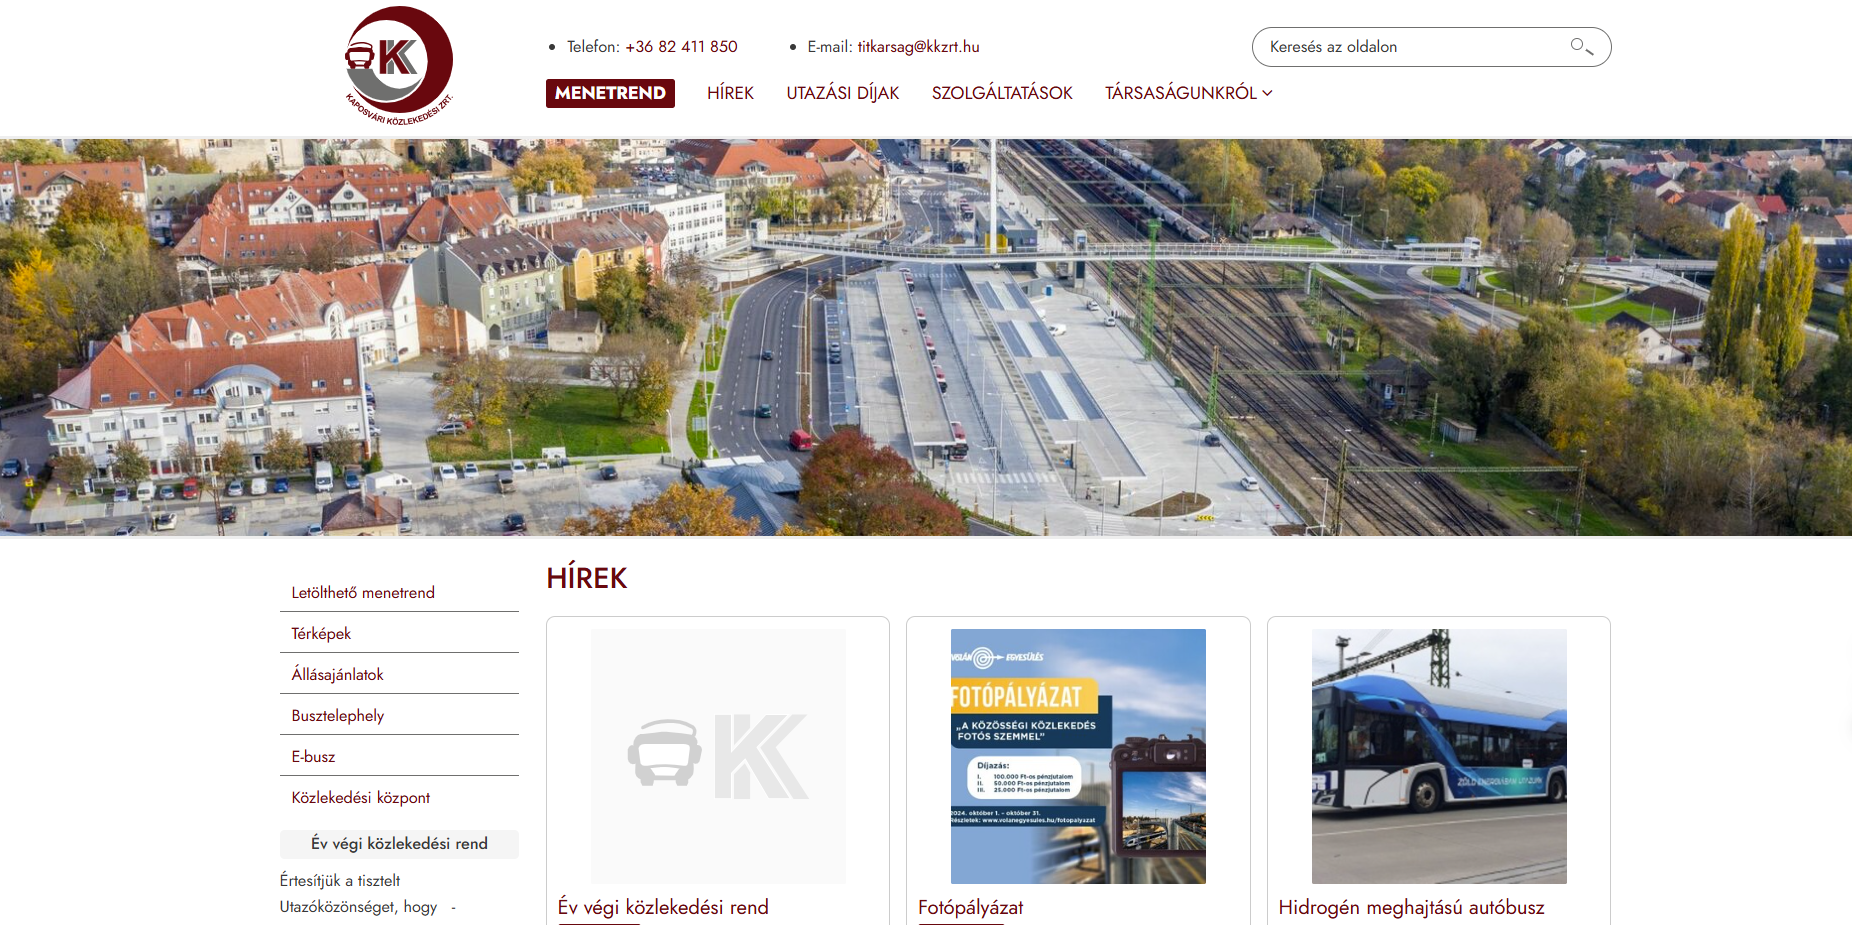 KAPOSVÁRI KÖZLEKEDÉSI ZRT.
Telefon: +36 82 411 850
E-mail: titkarsag@kkzrt.hu
Keresés az oldalon
MENETREND
HÍREK
UTAZÁSI DÍJAK
SZOLGÁLTATÁSOK
TÁRSASÁGUNKRÓL
Letölthető menetrend
Térképek
Állásajánlatok
Busztelephely
E-busz
Közlekedési központ
Év végi közlekedési rend
Értesítjük a tisztelt
Utazóközönséget, hogy -
HÍREK
KK
Év végi közlekedési rend
VOLÁN EGYESÜLÉS
FOTÓPÁLYÁZAT
„A KÖZÖSSÉGI KÖZLEKEDÉS
FOTÓS SZEMMEL”
Díjazás:
I. 100.000 Ft-os pénzjutalom
II. 50.000 Ft-os pénzjutalom
III. 25.000 Ft-os pénzjutalom
2024. október 1. - október 31.
Részletek: www.volanegyesules.hu/fotopalyazat
Fotópályázat
ZÖLD ENERGIÁVAL UTAZUNK
Hidrogén meghajtású autóbusz